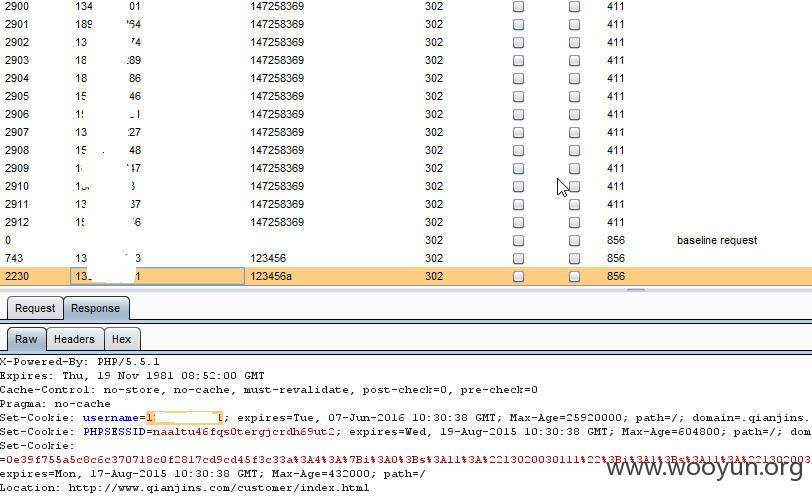 2900 134 01 147258369 302 411
2901 189 64 147258369 302 411
2902 13 74 147258369 302 411
2903 18 89 147258369 302 411
2904 18 86 147258369 302 411
2905 15 46 147258369 302 411
2906 147258369 302 411
2907 13 27 147258369 302 411
2908 15 48 147258369 302 411
2909 47 147258369 302 411
2910 147258369 302 411
2911 13 37 147258369 302 411
2912 15 6 147258369 302 411
0 302 856 baseline request
743 13 3 123456 302 856
2230 13 1 123456a 302 856
Request Response
Raw Headers Hex
X-Powered-By: PHP/5.5.1
Expires: Thu, 19 Nov 1981 08:52:00 GMT
Cache-Control: no-store, no-cache, must-revalidate, post-check=0, pre-check=0
Pragma: no-cache
Set-Cookie: username=1 ; expires=Tue, 07-Jun-2016 10:30:38 GMT; Max-Age=25920000; path=/; domain=.qianjins.
Set-Cookie: PHPSESSID=naaltu46fqs0tergjcrdh69ut2; expires=Wed, 19-Aug-2015 10:30:38 GMT; Max-Age=604800; path=/; dom
Set-Cookie:
=0e39f755a5c8c6c370718c0f2817cd9cd45f3c33a%3A4%3A%7Bi%3A0%3Bs%3A11%3A%2213020030111%22%3Bi%3A1%3Bs%3A11%3A%221302003
expires=Mon, 17-Aug-2015 10:30:38 GMT; Max-Age=432000; path=/
Location: http://www.qianjins.com/customer/index.html
www.wooyun.org